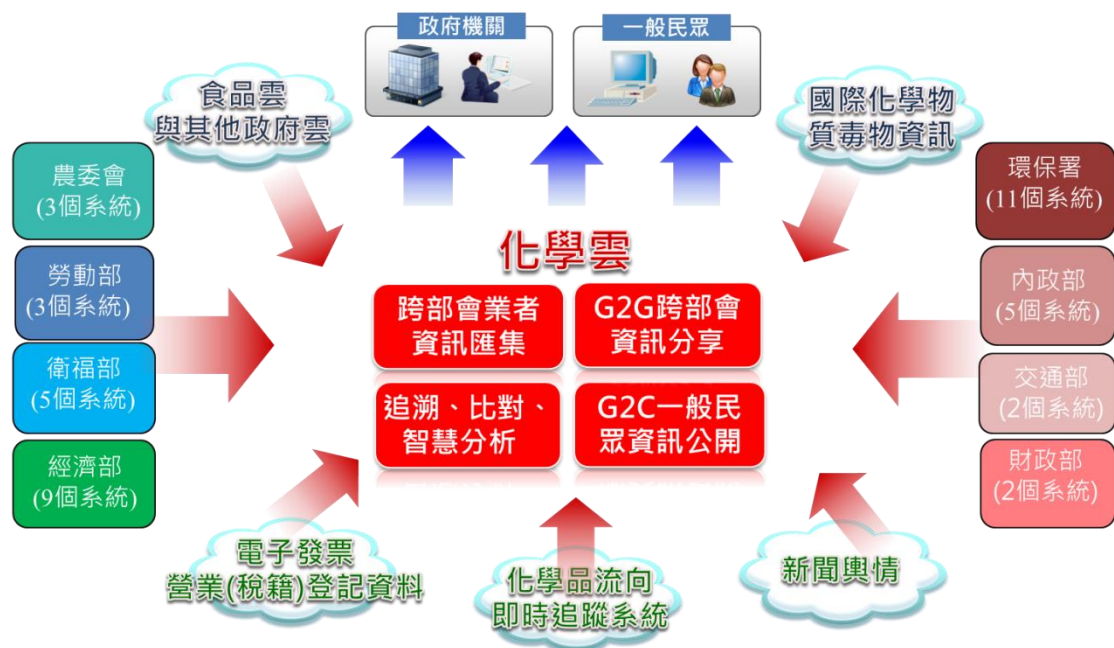 政府機關
一般民眾
食品雲
與其他政府雲
國際化學物
質毒物資訊
農委會
(3個系統)
勞動部
(3個系統)
衛福部
(5個系統)
經濟部
(9個系統)
化學雲
跨部會業者
資訊匯集
G2G跨部會
資訊分享
追溯、比對、
智慧分析
G2C一般民
眾資訊公開
環保署
(11個系統)
內政部
(5個系統)
交通部
(2個系統)
財政部
(2個系統)
電子發票
營業(稅籍)登記資料
化學品流向
即時追蹤系統
新聞輿情